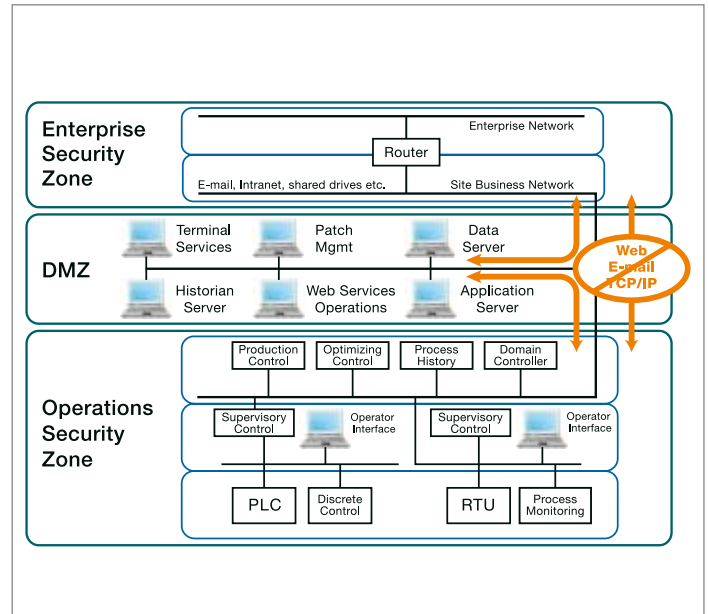 Enterprise
Security
Zone
Enterprise Network
Router
E-mail, Intranet, shared drives etc.
Site Business Network
DMZ
Terminal
Services
Patch
Mgmt
Data
Server
Web
E-mail
TCP/IP
Historian
Server
Web Services
Operations
Application
Server
Operations
Security
Zone
Production
Control
Optimizing
Control
Process
History
Domain
Controller
Supervisory
Control
Operator
Interface
Supervisory
Control
Operator
Interface
PLC
Discrete
Control
RTU
Process
Monitoring